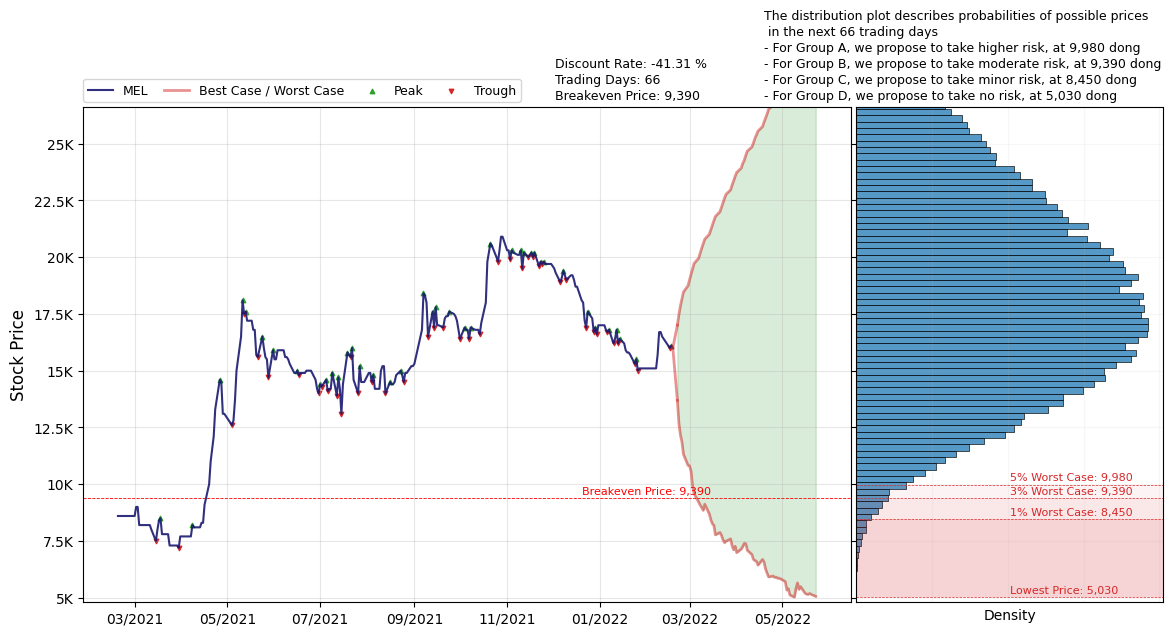 The distribution plot describes probabilities of possible prices
in the next 66 trading days
- For Group A, we propose to take higher risk, at 9,980 dong
- For Group B, we propose to take moderate risk, at 9,390 dong
- For Group C, we propose to take minor risk, at 8,450 dong
- For Group D, we propose to take no risk, at 5,030 dong
Discount Rate: -41.31 %
Trading Days: 66
Breakeven Price: 9,390
MEL
Best Case / Worst Case
Peak
Trough
Stock Price
25K
22.5K
20K
17.5K
15K
12.5K
10K
7.5K
5K
Breakeven Price: 9,390
03/2021
05/2021
07/2021
09/2021
11/2021
01/2022
03/2022
05/2022
5% Worst Case: 9,980
3% Worst Case: 9,390
1% Worst Case: 8,450
Lowest Price: 5,030
Density